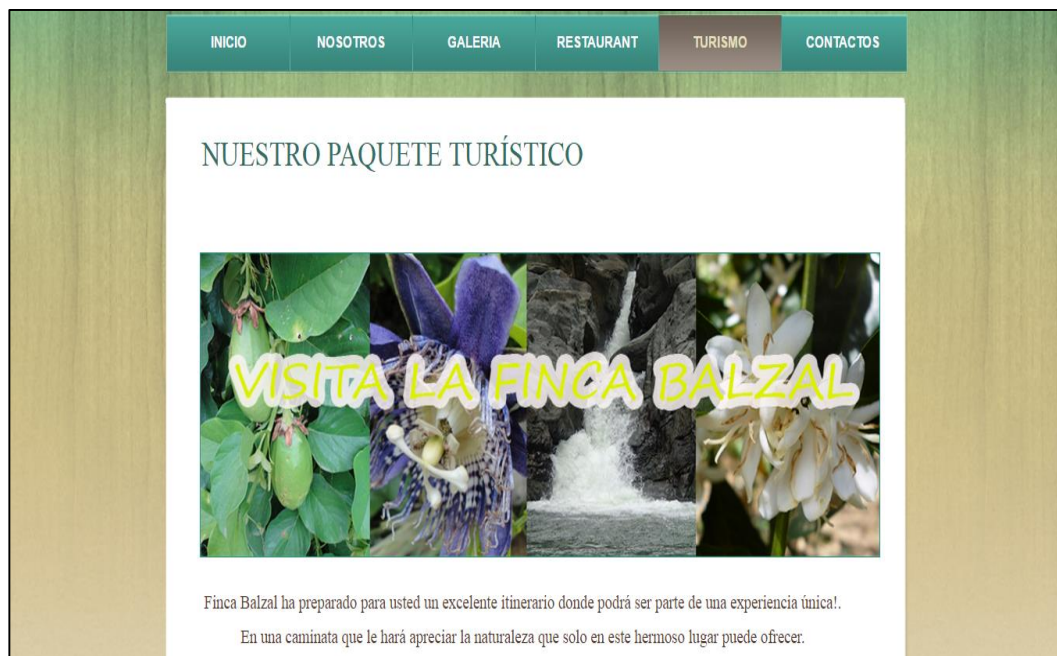 INICIO NOSOTROS GALERIA RESTAURANT TURISMO CONTACTOS
NUESTRO PAQUETE TURÍSTICO
VISITA LA FINCA BALZAL
Finca Balzal ha preparado para usted un excelente itinerario donde podrá ser parte de una experiencia única!.
En una caminata que le hará apreciar la naturaleza que solo en este hermoso lugar puede ofrecer.